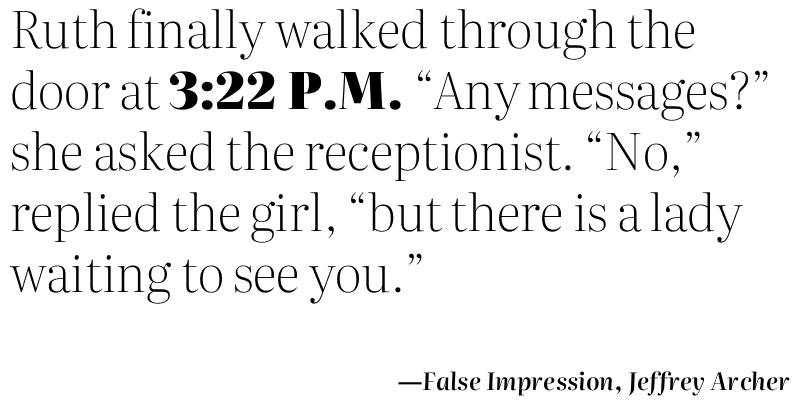 Ruth finally walked through the
door at 3:22 P.M. “Any messages?”
she asked the receptionist. “No,”
replied the girl, “but there is a lady
waiting to see you.”
—False Impression, Jeffrey Archer